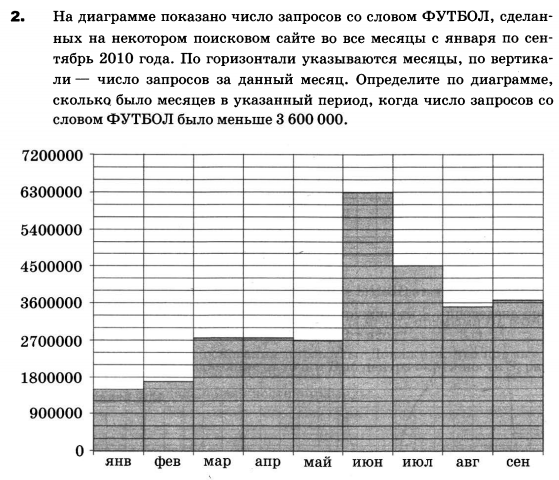 2. На диаграмме показано число запросов со словом ФУТБОЛ, сделан-
ных на некотором поисковом сайте во все месяцы с января по сен-
тябрь 2010 года. По горизонтали указываются месяцы, по вертика-
ли — число запросов за данный месяц. Определите по диаграмме,
сколько было месяцев в указанный период, когда число запросов со
словом ФУТБОЛ было меньше 3 600 000.
7200000
6300000
5400000
4500000
3600000
2700000
1800000
900000
0
янв фев мар апр май июн июл авг сен